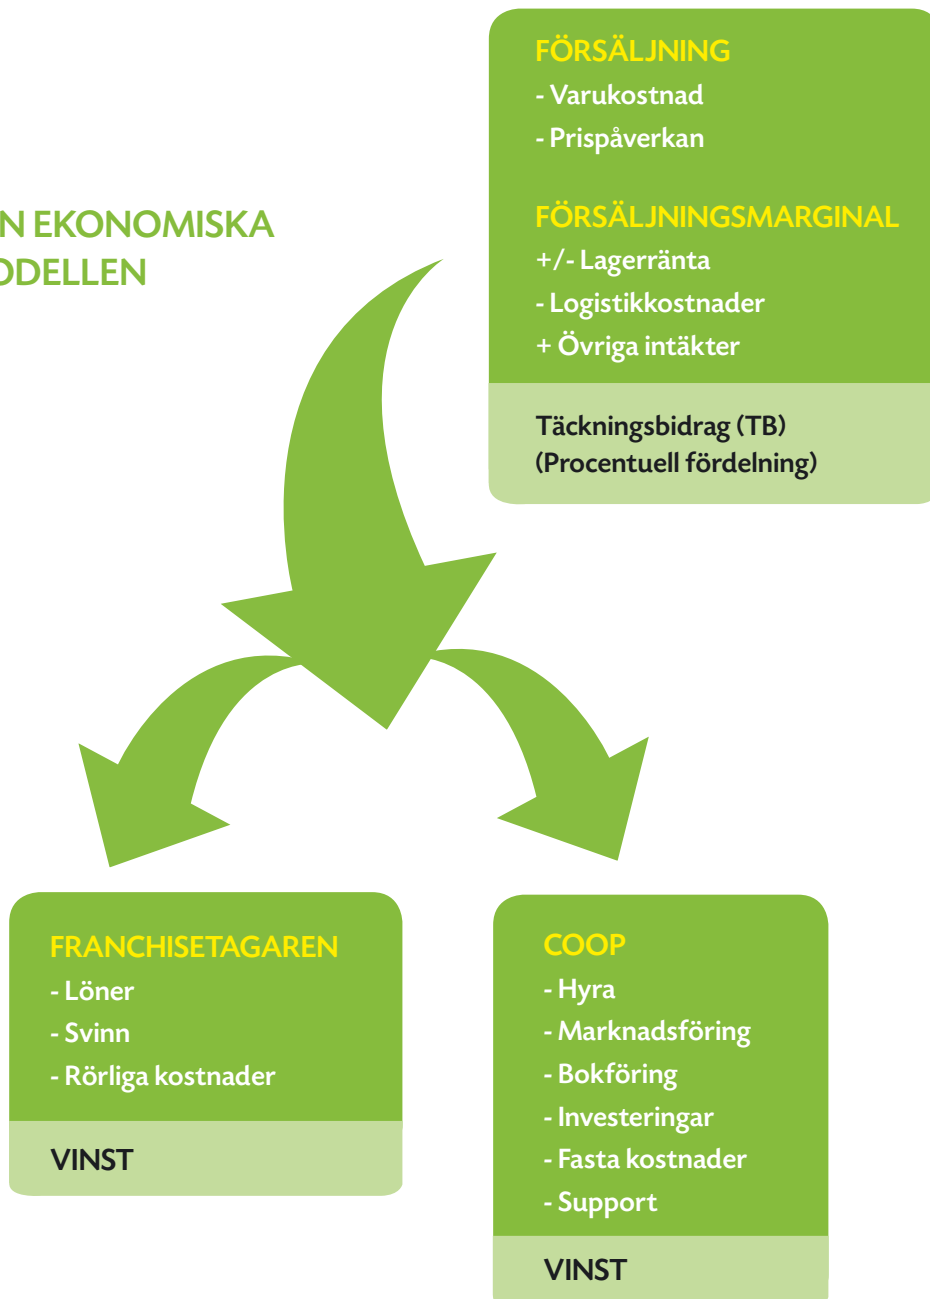 N EKONOMISKA
ODELLEN
FÖRSÄLJNING
- Varukostnad
- Prispåverkan
FÖRSÄLJNINGSMARGINAL
+/- Lagerränta
- Logistikkostnader
+ Övriga intäkter
Täckningsbidrag (TB)
(Procentuell fördelning)
FRANCHISETAGAREN
- Löner
- Svinn
- Rörliga kostnader
VINST
COOP
- Hyra
- Marknadsföring
- Bokföring
- Investeringar
- Fasta kostnader
- Support
VINST